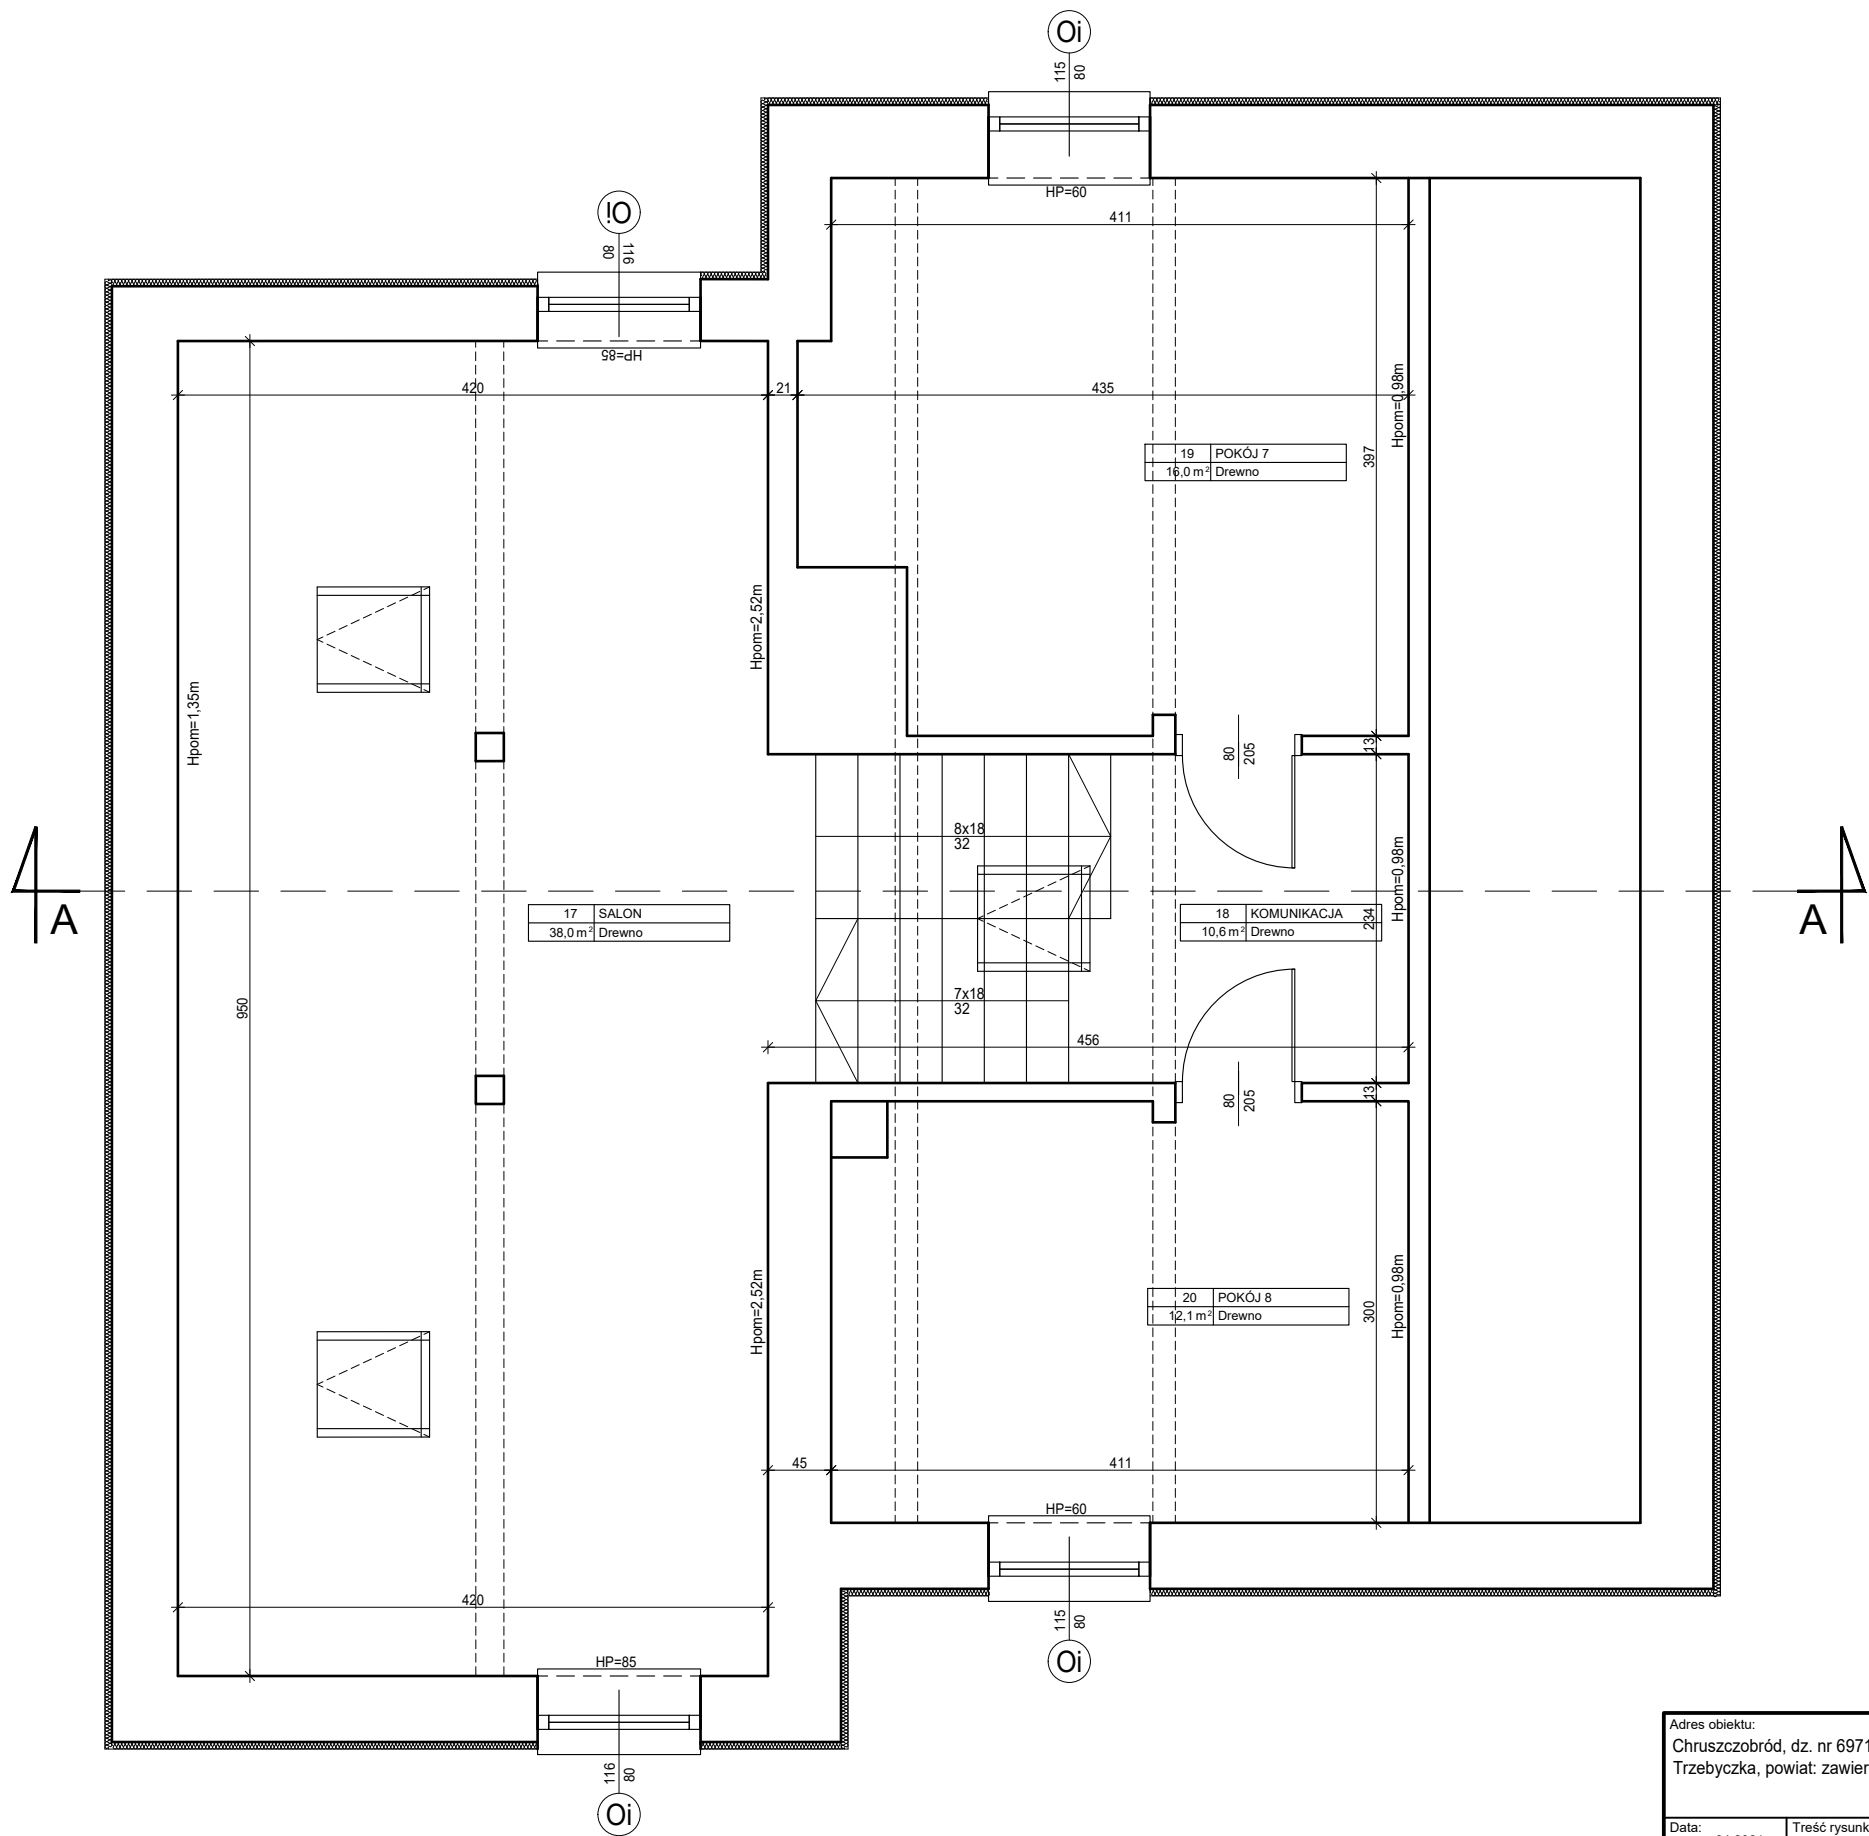 Oi
115
80
Oi
116
80
HP=60
411
HP=85
420
21
435
Hpom=0,98m
397
19 POKÓJ 7
16,0 m² Drewno
Hpom=2,52m
Hpom=1,35m
80
205
13
8x18
32
Hpom=0,98m
A
A
17 SALON
38,0 m² Drewno
18 KOMUNIKACJA
10,6 m² Drewno
234
950
7x18
32
456
80
205
13
Hpom=2,52m
20 POKÓJ 8
12,1 m² Drewno
300
Hpom=0,98m
45
411
HP=60
420
115
80
Oi
HP=85
116
80
Oi
Adres obiektu:
Chruszczobród, dz. nr 6971
Trzebyczka, powiat: zawier
Data:
Treść rysunk